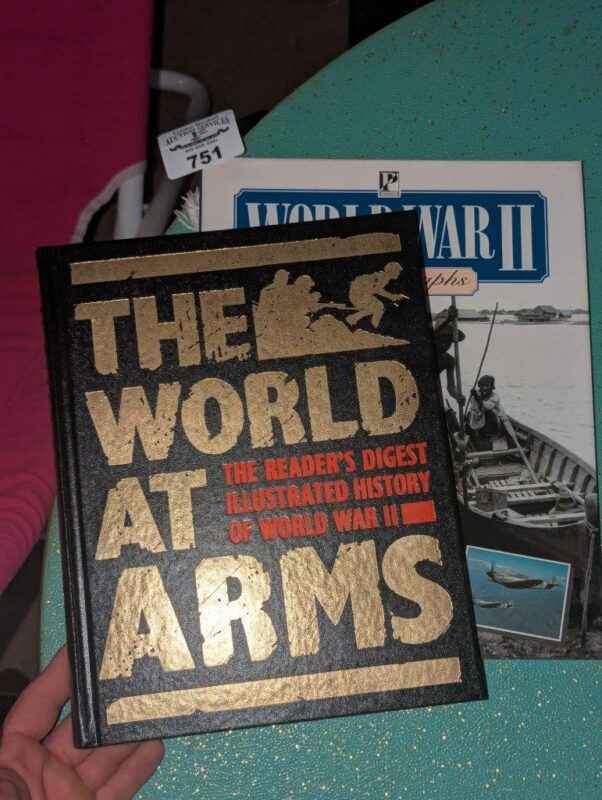 751
WORLD WAR II
THE
WORLD
AT
THE READER'S DIGEST
ILLUSTRATED HISTORY
OF WORLD WAR II
ARMS